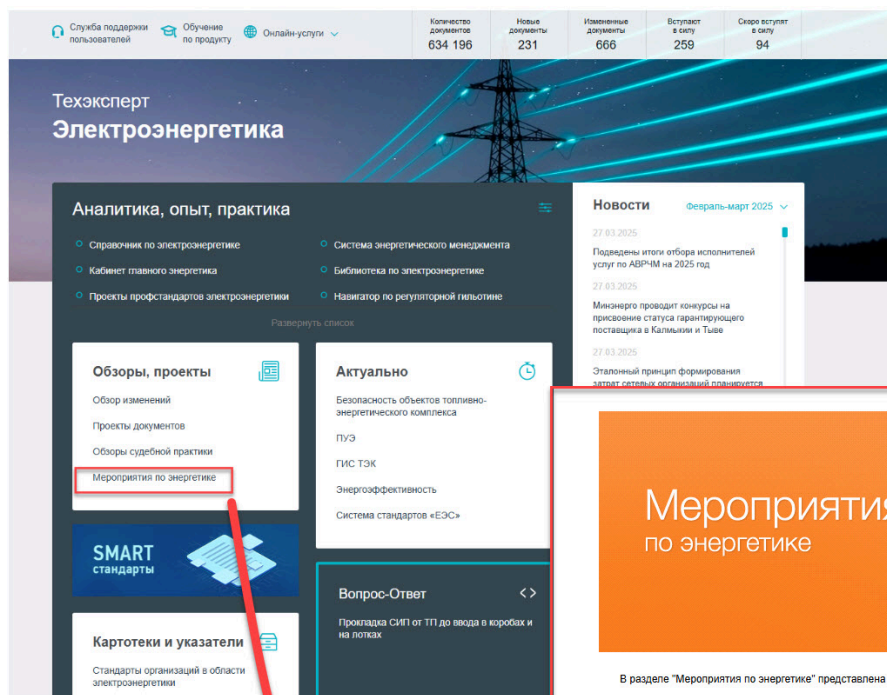 Служба поддержки
пользователей
Обучение
по продукту
Онлайн-услуги
Количество
документов
634 196
Новые
документы
231
Измененные
документы
666
Вступают
в силу
259
Скоро вступят
в силу
94
Техэксперт
Электроэнергетика
Аналитика, опыт, практика
Справочник по электроэнергетике
Кабинет главного энергетика
Проекты профстандартов электроэнергетики
Система энергетического менеджмента
Библиотека по электроэнергетике
Навигатор по регуляторной гильотине
Развернуть список
Новости
Февраль-март 2025
27.03.2025
Подведены итоги отбора исполнителей
услуг по АВРЧМ на 2025 год
27.03.2025
Минэнерго проводит конкурсы на
присвоение статуса гарантирующего
поставщика в Калмыкии и Тыве
27.03.2025
Эталонный принцип формирования
затрат сетевых организаций планируется
Обзоры, проекты
Обзор изменений
Проекты документов
Обзоры судебной практики
Мероприятия по энергетике
Актуально
Безопасность объектов топливно-
энергетического комплекса
ПУЭ
ГИС ТЭК
Энергоэффективность
Система стандартов «ЕЭС»
SMART
стандарты
Вопрос-Ответ
Прокладка СИП от ТП до ввода в коробах и
на лотках
Картотеки и указатели
Стандарты организаций в области
электроэнергетики
Мероприятия
по энергетике
В разделе "Мероприятия по энергетике" представлена